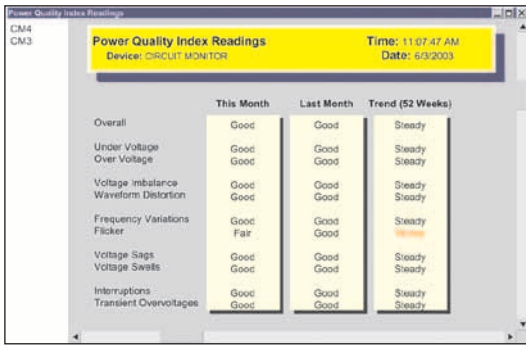 Power Quality Index Readings
CM4
CM3
Power Quality Index Readings Time: 11:07:47 AM
Device: CIRCUIT MONITOR Date: 6/3/2003
This Month Last Month Trend (52 Weeks)
Overall Good Good Steady
Under Voltage Good Good Steady
Over Voltage Good Good Steady
Voltage Imbalance Good Good Steady
Waveform Distortion Good Good Steady
Frequency Variations Good Good Steady
Flicker Fair Good
Voltage Sags Good Good Steady
Voltage Swells Good Good Steady
Interruptions Good Good Steady
Transient Overvoltages Good Good Steady